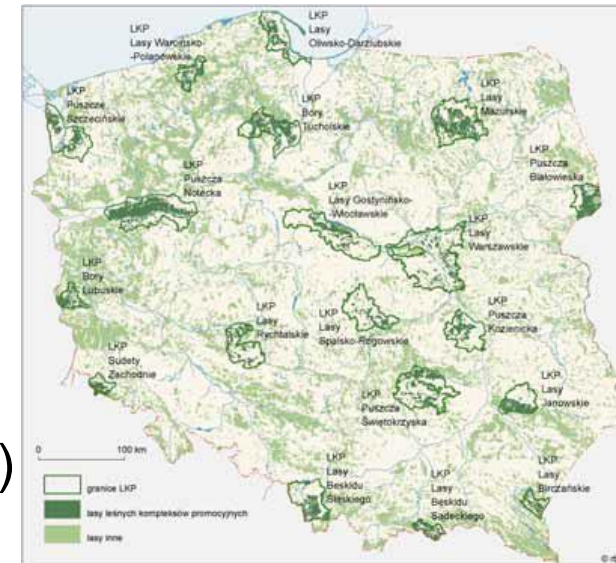 LKP
Lasy
Oliwsko-Darżlubskie
LKP
Lasy Warcińsko-
-Polanowskie
LKP
Puszcze
Szczecińskie
LKP
Bory
Tucholskie
LKP
Lasy
Mazurskie
LKP
Puszcza
Białowieska
LKP
Puszcza
Notecka
LKP
Lasy Gostynińsko-
-Włocławskie
LKP
Lasy
Warszawskie
LKP
Bory
Lubuskie
LKP
Lasy
Rychtalskie
LKP
Lasy
Spalsko-Rogowskie
LKP
Puszcza
Kozienicka
LKP
Sudety
Zachodnie
LKP
Puszcza
Świętokrzyska
LKP
Lasy
Janowskie
LKP
Lasy
Beskidu
Śląskiego
LKP
Lasy
Beskidu
Sądeckiego
LKP
Lasy
Birczańskie
)
0 100 km
granice LKP
lasy leśnych kompleksów promocyjnych
lasy inne